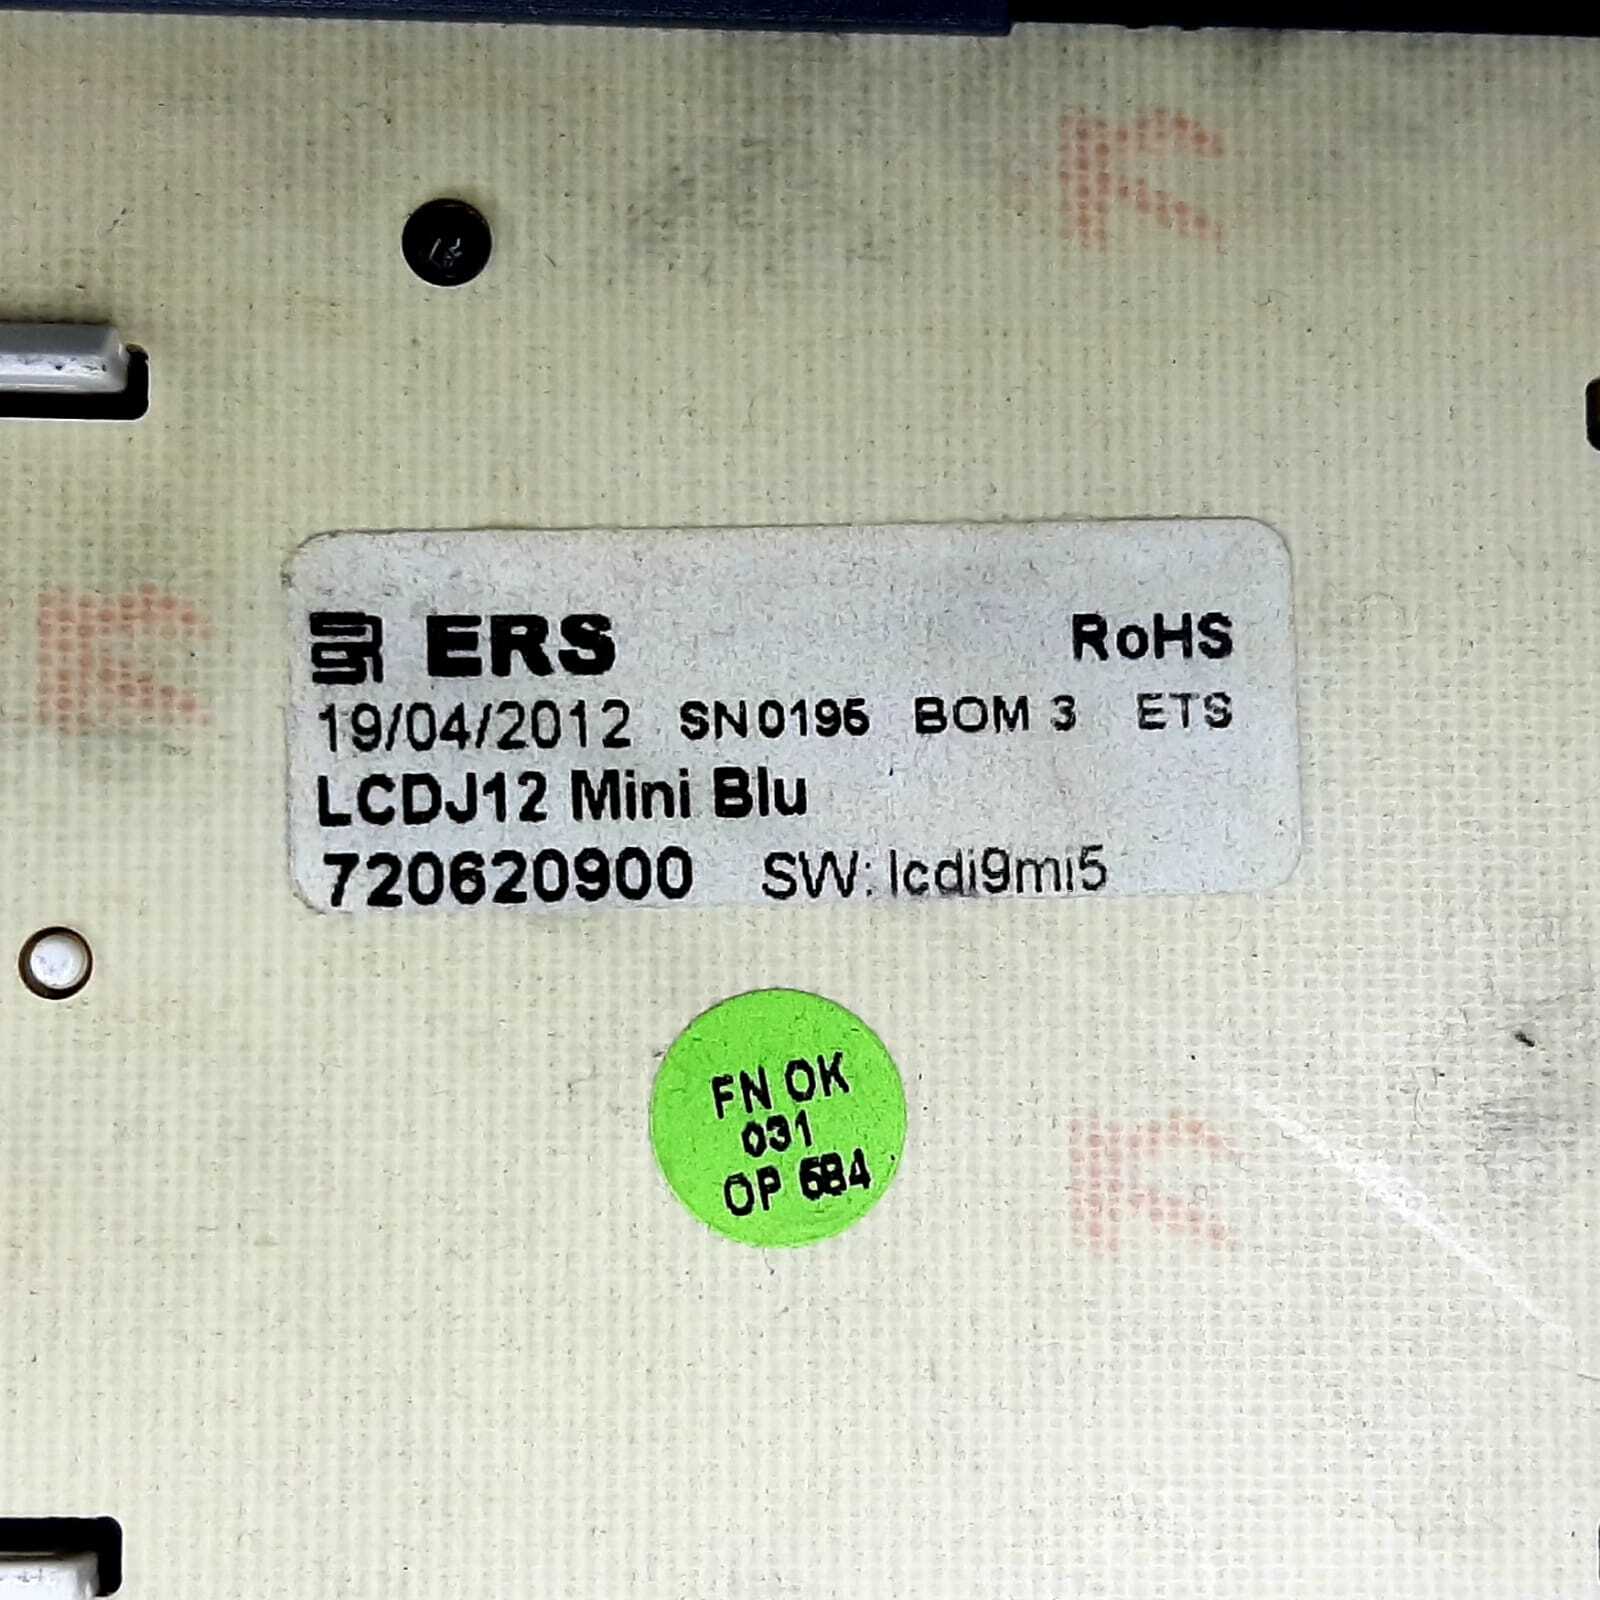 ERS RoHS
19/04/2012 SN0196 BOM 3 ETS
LCDJ12 Mini Blu
720620900 SW: lcdi9mi5
FN OK
031
OP 684